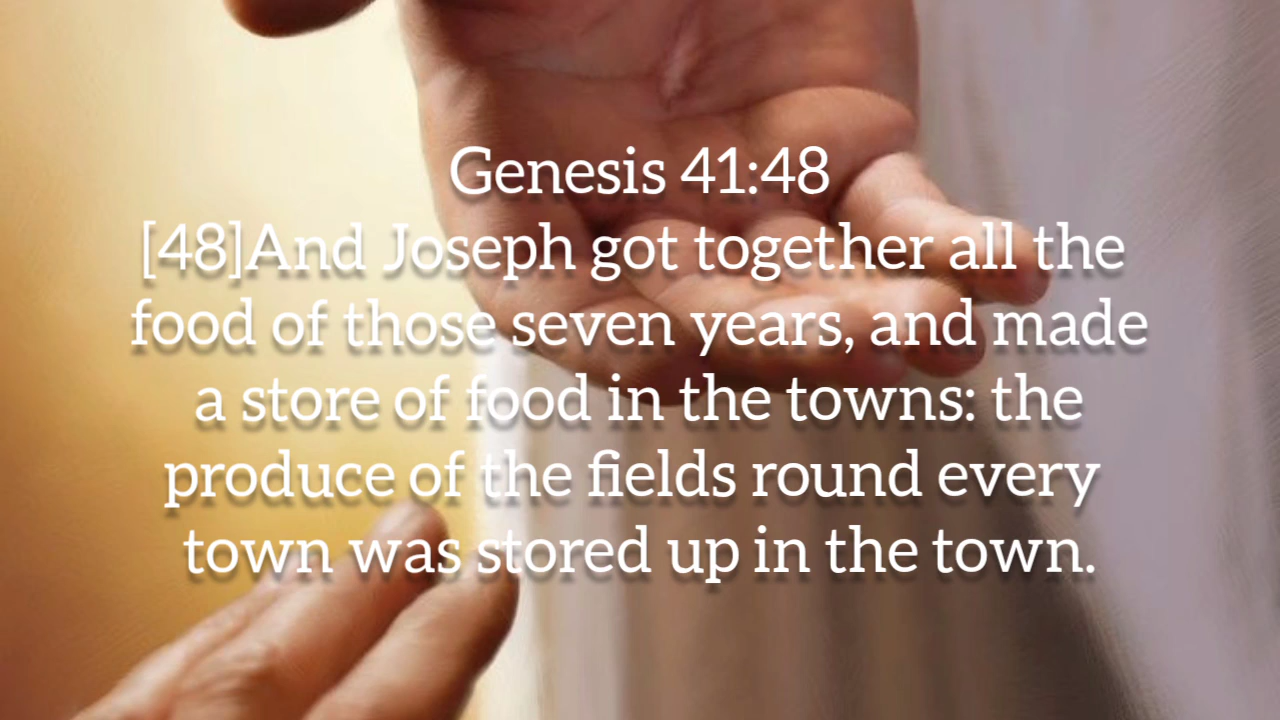 Genesis 41:48
[48]And Joseph got together all the
food of those seven years, and made
a store of food in the towns: the
produce of the fields round every
town was stored up in the town.